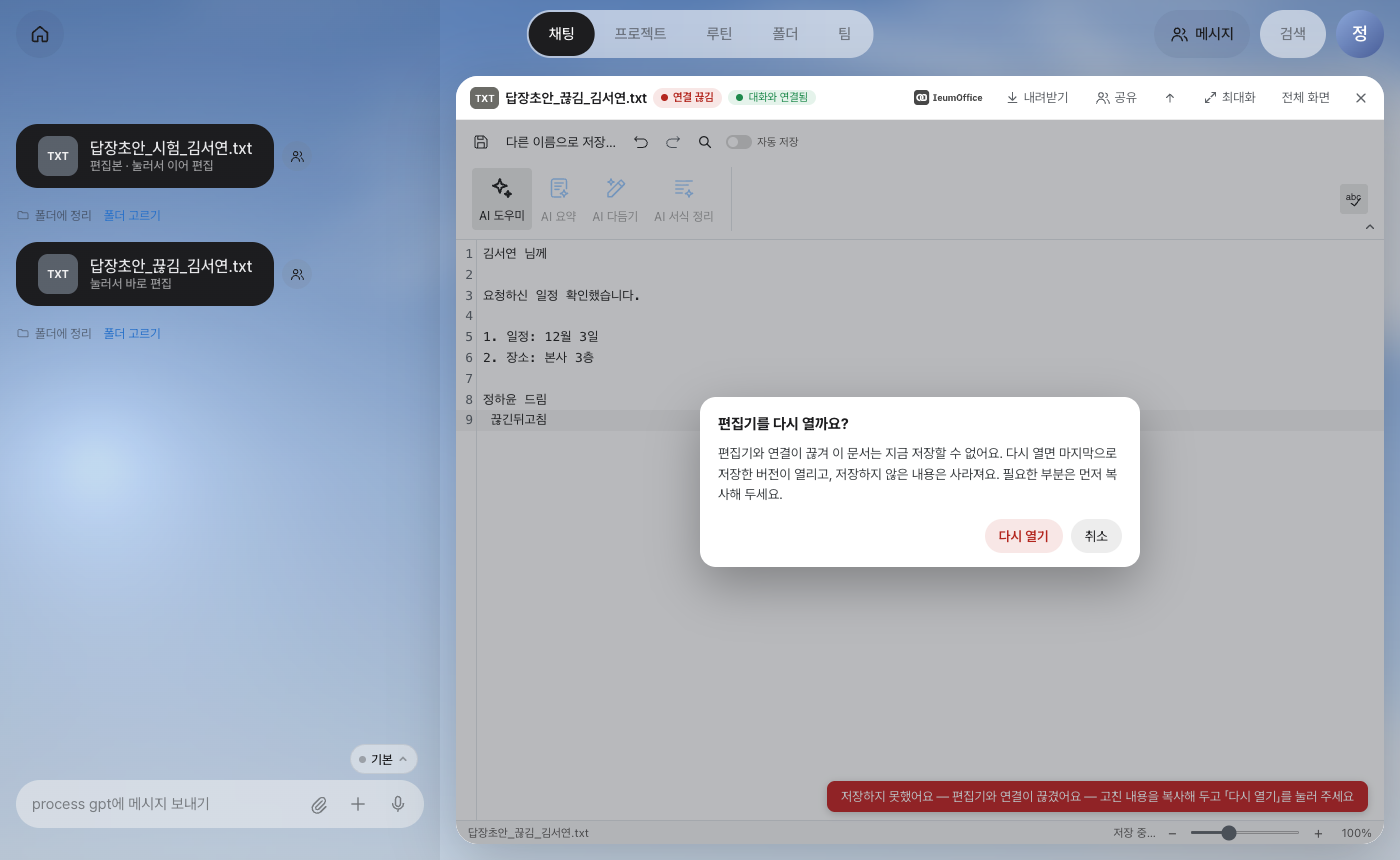 채팅
프로젝트
루틴
폴더
팀
메시지
검색
정
TXT
답장초안_시험_김서연.txt
편집본 · 눌러서 이어 편집
폴더에 정리 폴더 고르기
TXT
답장초안_끊김_김서연.txt
눌러서 바로 편집
폴더에 정리 폴더 고르기
기본
process gpt에 메시지 보내기
TXT 답장초안_끊김_김서연.txt 연결 끊김 대화와 연결됨
IeumOffice 내려받기 공유 최대화 전체 화면
다른 이름으로 저장... 자동 저장
AI 도우미 AI 요약 AI 다듬기 AI 서식 정리
abc
1 김서연 님께
2
3 요청하신 일정 확인했습니다.
4
5 1. 일정: 12월 3일
6 2. 장소: 본사 3층
7
8 정하윤 드림
9 끊긴뒤고침
편집기를 다시 열까요?
편집기와 연결이 끊겨 이 문서는 지금 저장할 수 없어요. 다시 열면 마지막으로
저장한 버전이 열리고, 저장하지 않은 내용은 사라져요. 필요한 부분은 먼저 복
사해 두세요.
다시 열기 취소
저장하지 못했어요 — 편집기와 연결이 끊겼어요 — 고친 내용을 복사해 두고 「다시 열기」를 눌러 주세요
답장초안_끊김_김서연.txt
저장 중... − + 100%